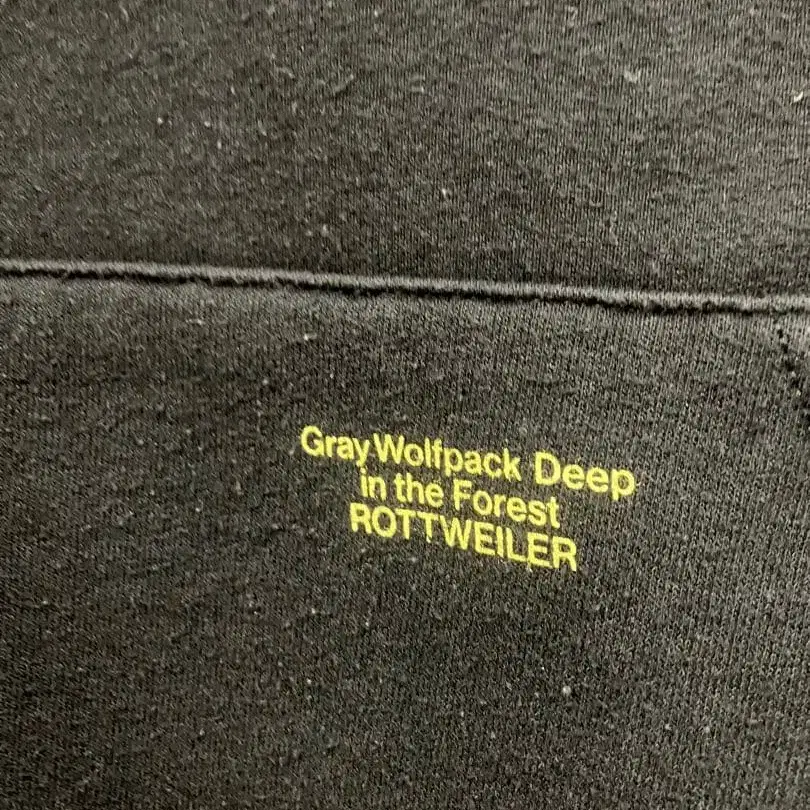 Gray Wolfpack Deep
in the Forest
ROTTWEILER